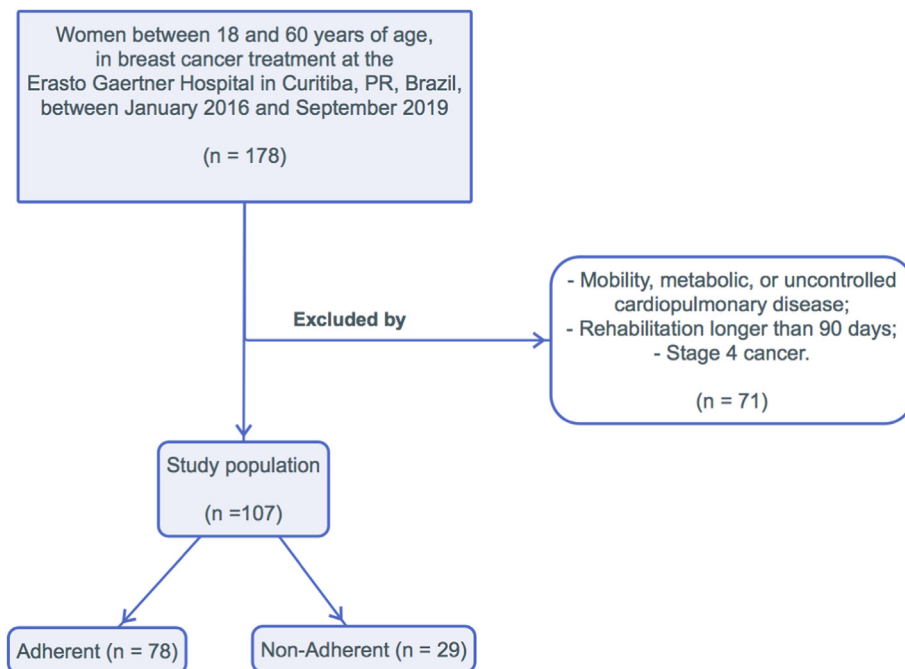 Women between 18 and 60 years of age,
in breast cancer treatment at the
Erasto Gaertner Hospital in Curitiba, PR, Brazil,
between January 2016 and September 2019
(n = 178)
Excluded by
- Mobility, metabolic, or uncontrolled
cardiopulmonary disease;
- Rehabilitation longer than 90 days;
- Stage 4 cancer.
(n = 71)
Study population
(n =107)
Adherent (n = 78)
Non-Adherent (n = 29)